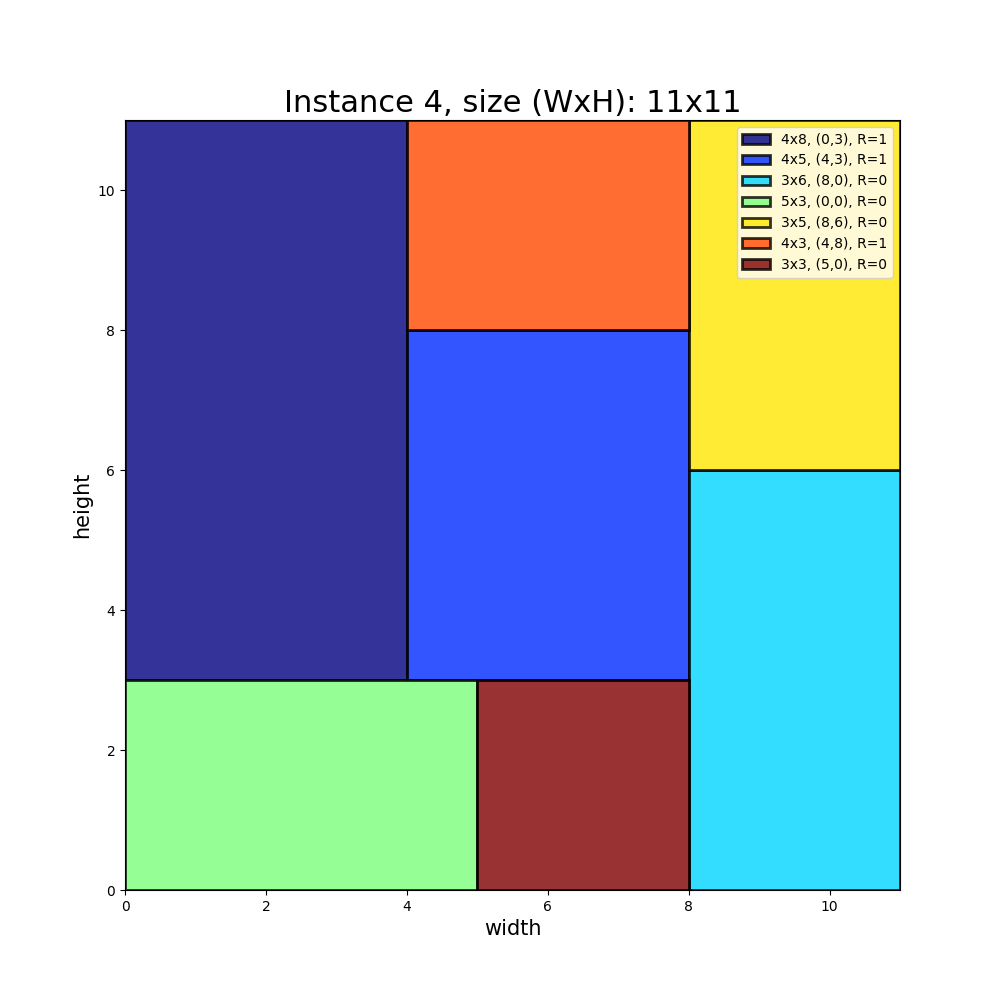 Instance 4, size (WxH): 11x11
4x8, (0,3), R=1
4x5, (4,3), R=1
3x6, (8,0), R=0
5x3, (0,0), R=0
3x5, (8,6), R=0
4x3, (4,8), R=1
3x3, (5,0), R=0
height
10
8
6
4
2
0
0 2 4 6 8 10
width